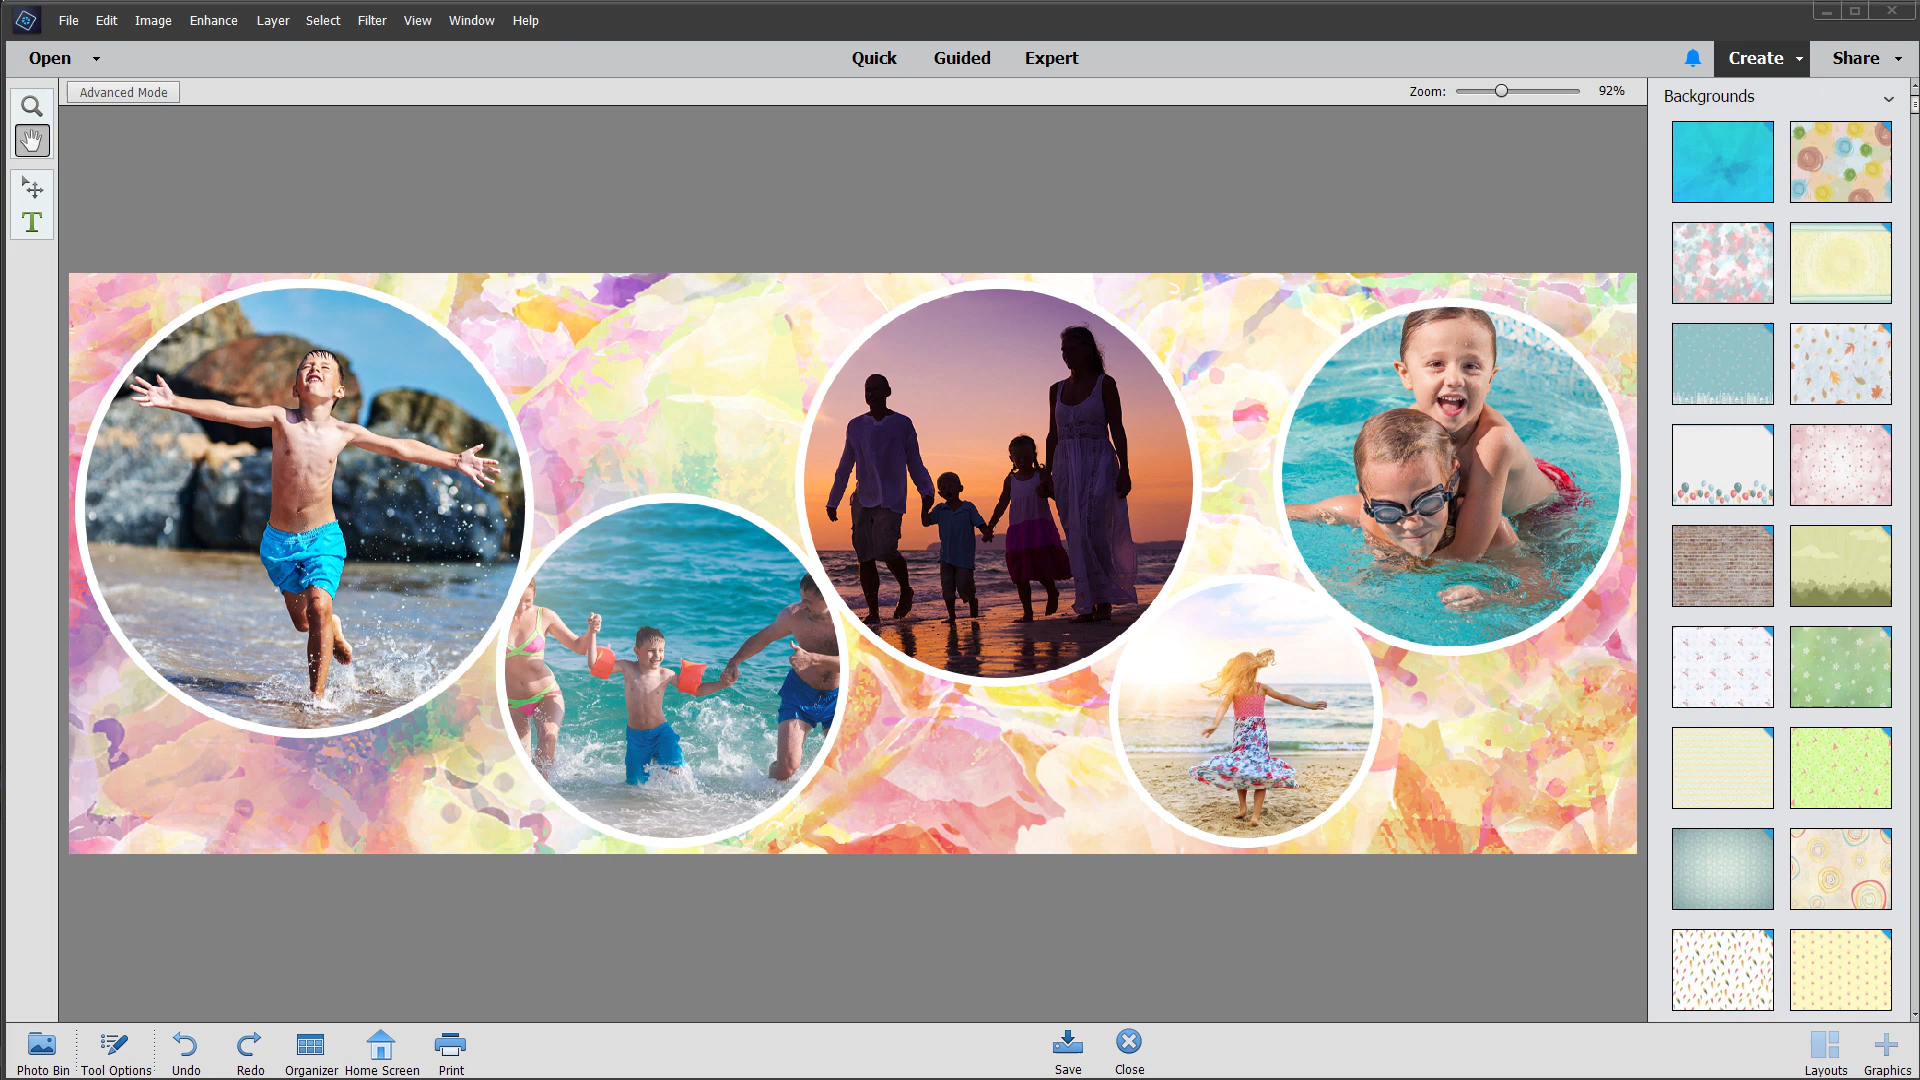 File Edit Image Enhance Layer Select Filter View Window Help
Open Quick Guided Expert Create Share
Advanced Mode Zoom: 92%
Backgrounds
T
Photo Bin Tool Options Undo Redo Organizer Home Screen Print Save Close Layouts Graphics